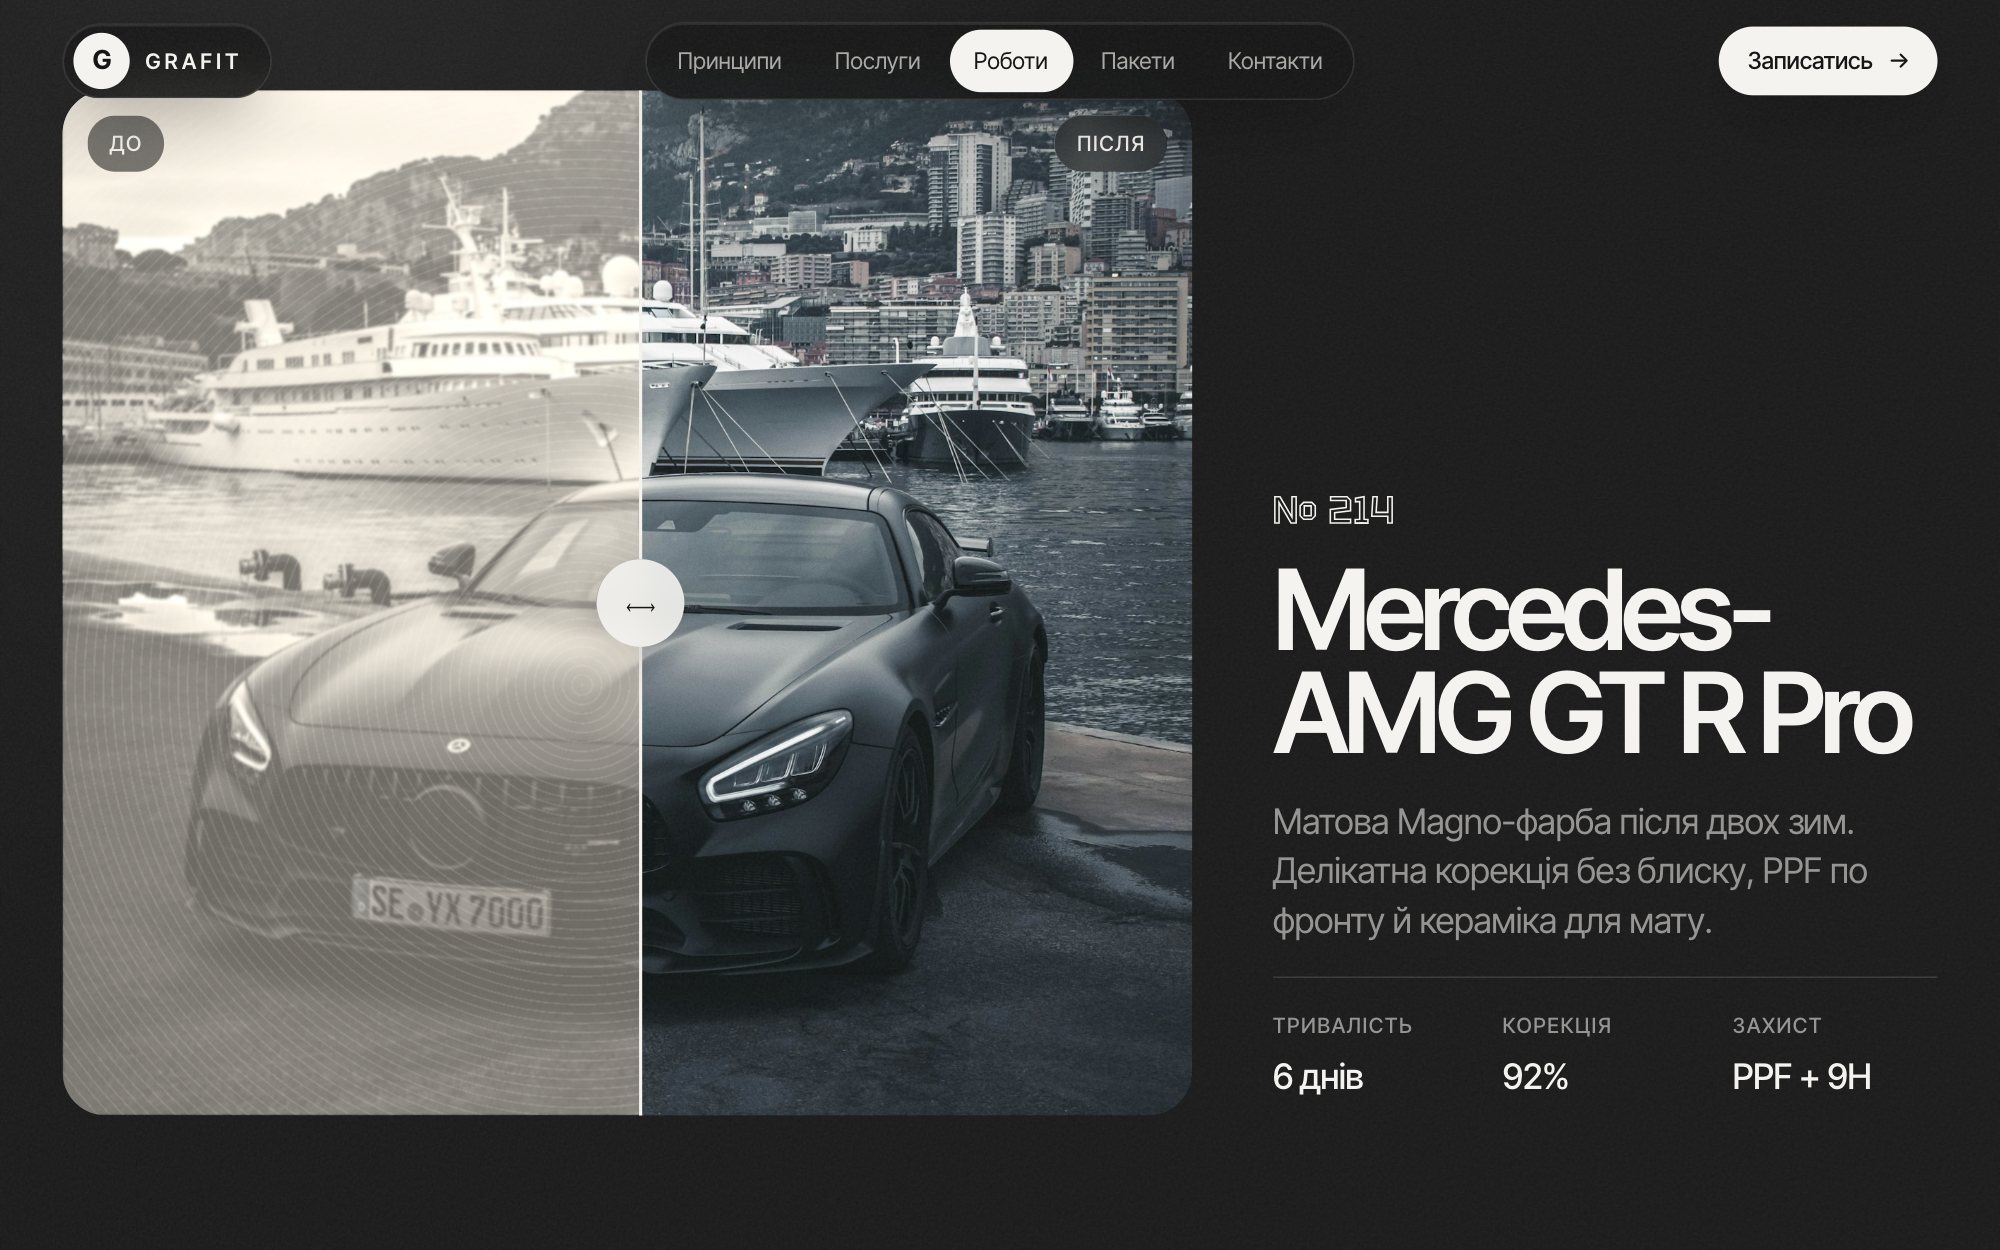 G GRAFIT
Принципи Послуги Роботи Пакети Контакти
Записатись →
ДО
ПІСЛЯ
SE YX 7000
№ 214
Mercedes-
AMG GT R Pro
Матова Magno-фарба після двох зим.
Делікатна корекція без блиску, PPF по
фронту й кераміка для мату.
ТРИВАЛІСТЬ КОРЕКЦІЯ ЗАХИСТ
6 днів 92% PPF + 9H